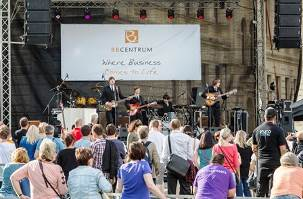 B
BBCENTRUM
Where Business
Comes to Life